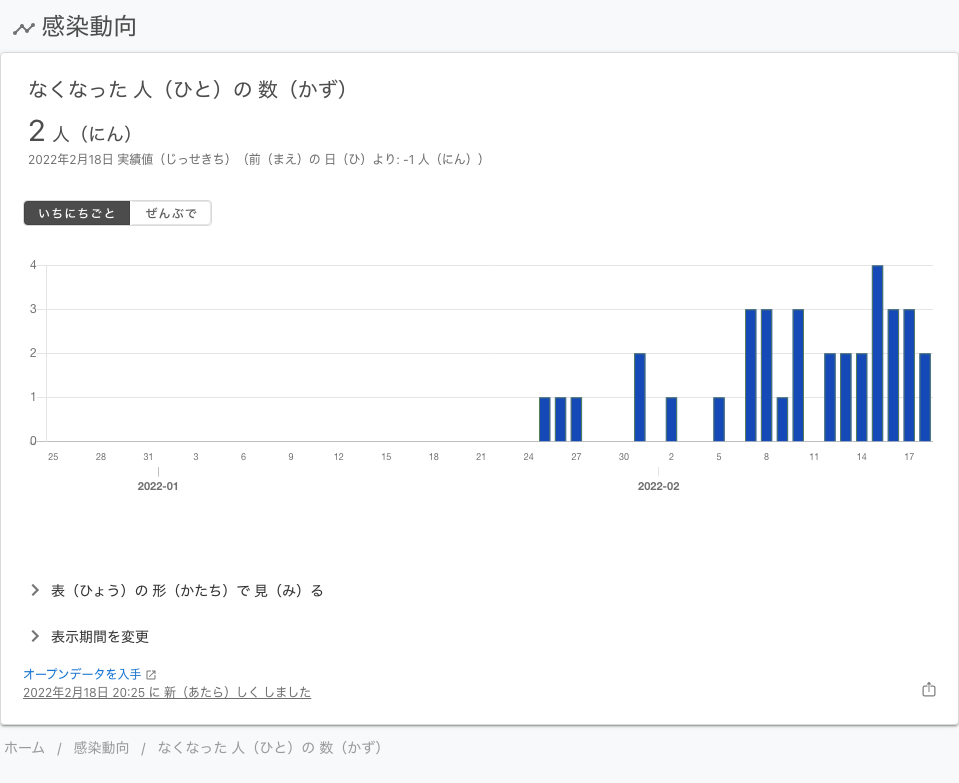 感染動向
なくなった 人（ひと）の 数（かず）
2 人（にん）
2022年2月18日 実績値（じっせきち）（前（まえ）の 日（ひ）より: -1 人（にん））
いちにちごと ぜんぶで
4
3
2
1
0
25 28 31 3 6 9 12 15 18 21 24 27 30 2 5 8 11 14 17
2022-01 2022-02
表（ひょう）の 形（かたち）で 見（み）る
表示期間を変更
オープンデータを入手
2022年2月18日 20:25 に 新（あたら）しく しました
ホーム / 感染動向 / なくなった 人（ひと）の 数（かず）